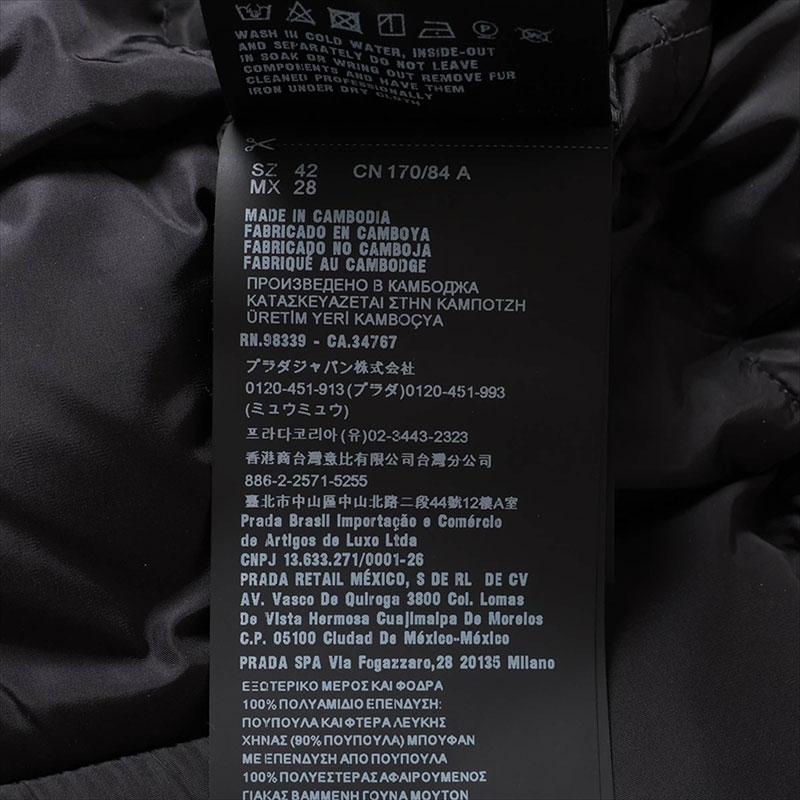 WASH IN COLD WATER, INSIDE-OUT
AND SEPARATELY DO NOT LEAVE
IN SOAK OR WRING OUT REMOVE FUR
COMPONENTS AND HAVE THEM
CLEANED PROFESSIONALLY
IRON UNDER DRY CLOTH
SZ 42 CN 170/84 A
MX 28
MADE IN CAMBODIA
FABRICADO EN CAMBOYA
FABRICADO NO CAMBOJA
FABRIQUÉ AU CAMBODGE
ПРОИЗВЕДЕНО В КАМБОДЖА
ΚΑΤΑΣΚΕΥΑΖΕΤΑΙ ΣΤΗΝ ΚΑΜΠΟΤΖΗ
ÜRETİM YERİ KAMBOÇYA
RN.98339 - CA.34767
プラダジャパン株式会社
0120-451-913(プラダ)0120-451-993
(ミュウミュウ)
프라다코리아(유)02-3443-2323
香港商台灣意比有限公司台灣分公司
886-2-2571-5255
臺北市中山區中山北路二段44號12樓A室
Prada Brasil Importação e Comércio
de Artigos de Luxo Ltda
CNPJ 13.633.271/0001-26
PRADA RETAIL MÉXICO, S DE RL DE CV
AV. Vasco De Quiroga 3800 Col. Lomas
De Vista Hermosa Cuajimalpa De Morelos
C.P. 05100 Ciudad De México-México
PRADA SPA Via Fogazzaro,28 20135 Milano
ΕΞΩΤΕΡΙΚΟ ΜΕΡΟΣ ΚΑΙ ΦΟΔΡΑ
100% ΠΟΛΥΑΜΙΔΙΟ ΕΠΕΝΔΥΣΗ:
ΠΟΥΠΟΥΛΑ ΚΑΙ ΦΤΕΡΑ ΛΕΥΚΗΣ
ΧΗΝΑΣ (90% ΠΟΥΠΟΥΛΑ) ΜΠΟΥΦΑΝ
ΜΕ ΕΠΕΝΔΥΣΗ ΑΠΟ ΠΟΥΠΟΥΛΑ
100% ΠΟΛΥΕΣΤΕΡΑΣ ΑΦΑΙΡΟΥΜΕΝΟΣ
ΓΙΑΚΑΣ ΒΑΜΜΕΝΗ ΓΟΥΝΑ ΜΟΥΤΟΝ